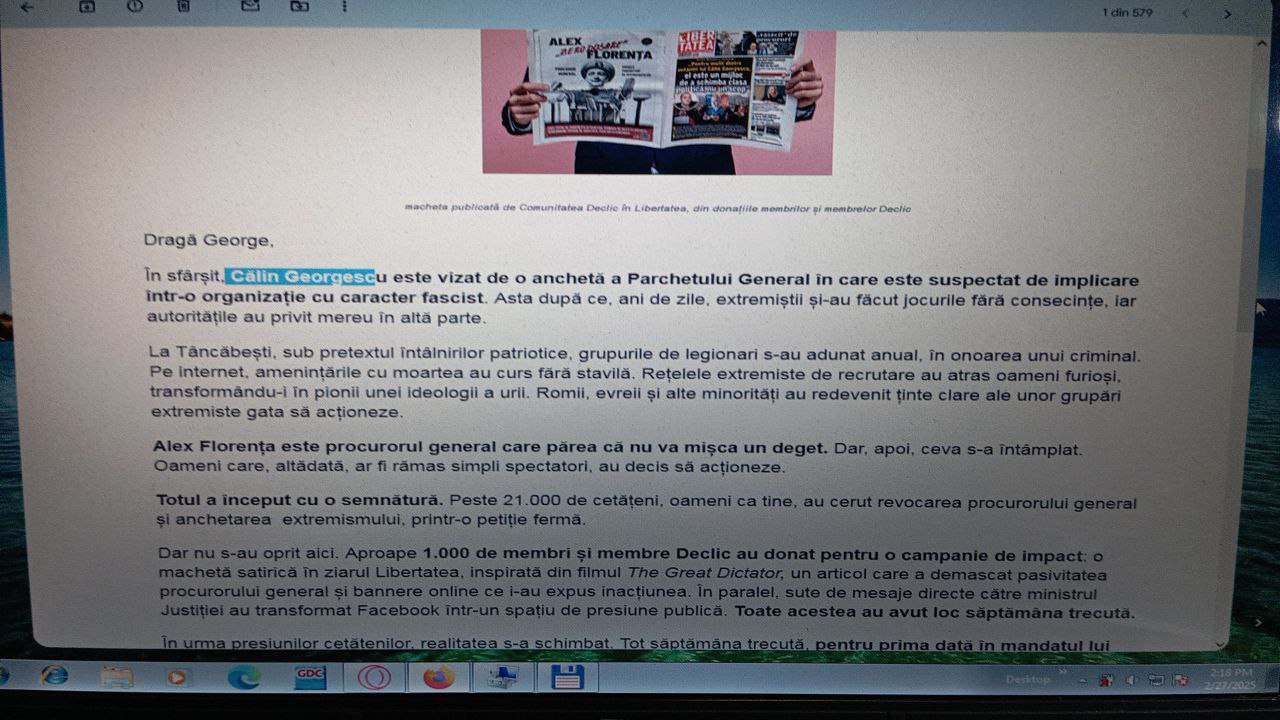 1 din 579
ALEX
"ZERO DOSARE"
FLORENȚA
LIBER
TATEA
el este un mijloc
de a schimba clasa
politică, nu un scop"
macheta publicată de Comunitatea Declic în Libertatea, din donațiile membrilor și membrelor Declic
Dragă George,
În sfârșit, Călin Georgescu este vizat de o anchetă a Parchetului General în care este suspectat de implicare
într-o organizație cu caracter fascist. Asta după ce, ani de zile, extremiștii și-au făcut jocurile fără consecințe, iar
autoritățile au privit mereu în altă parte.
La Tâncăbești, sub pretextul întâlnirilor patriotice, grupurile de legionari s-au adunat anual, în onoarea unui criminal.
Pe internet, amenințările cu moartea au curs fără stavilă. Rețelele extremiste de recrutare au atras oameni furioși,
transformându-i în pionii unei ideologii a urii. Romii, evreii și alte minorități au redevenit ținte clare ale unor grupări
extremiste gata să acționeze.
Alex Florența este procurorul general care părea că nu va mișca un deget. Dar, apoi, ceva s-a întâmplat.
Oameni care, altădată, ar fi rămas simpli spectatori, au decis să acționeze.
Totul a început cu o semnătură. Peste 21.000 de cetățeni, oameni ca tine, au cerut revocarea procurorului general
și anchetarea extremismului, printr-o petiție fermă.
Dar nu s-au oprit aici. Aproape 1.000 de membri și membre Declic au donat pentru o campanie de impact: o
machetă satirică în ziarul Libertatea, inspirată din filmul The Great Dictator, un articol care a demascat pasivitatea
procurorului general și bannere online ce i-au expus inacțiunea. În paralel, sute de mesaje directe către ministrul
Justiției au transformat Facebook într-un spațiu de presiune publică. Toate acestea au avut loc săptămâna trecută.
În urma presiunilor cetățenilor, realitatea s-a schimbat. Tot săptămâna trecută, pentru prima dată în mandatul lui
GDC
Desktop
2:18 PM
2/27/2025